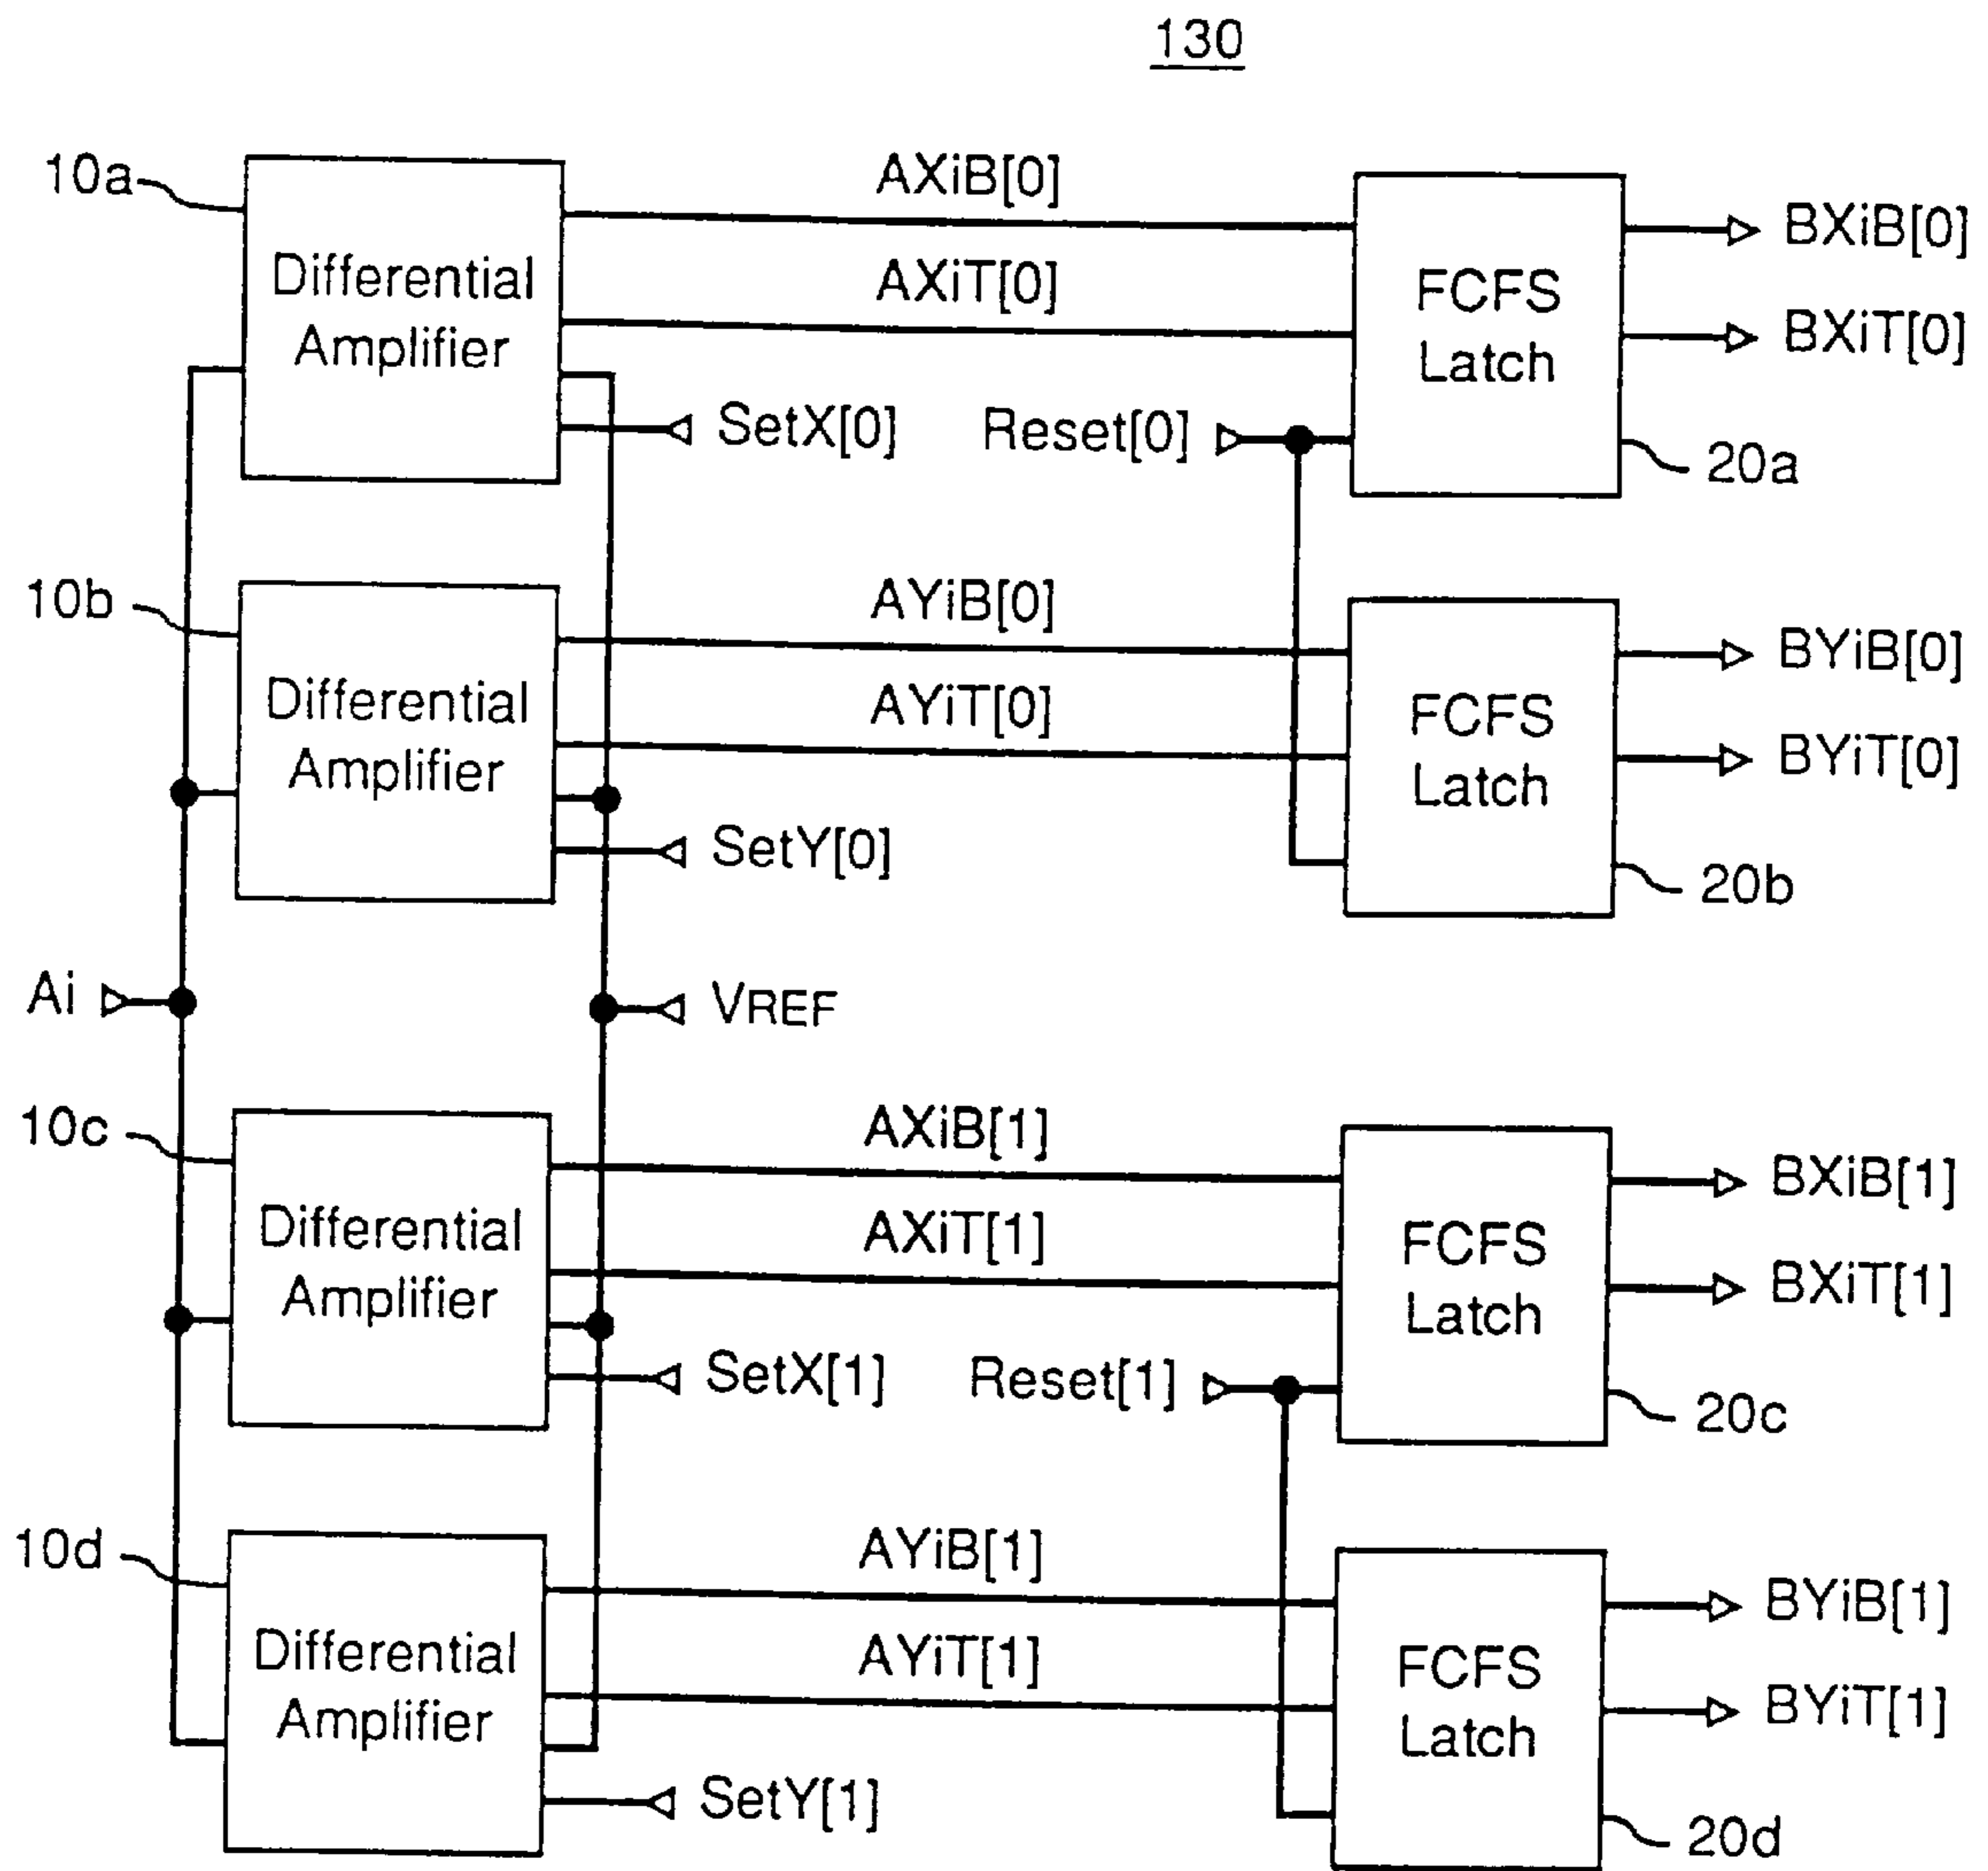 130
10a
Differential
Amplifier
AXiB[0]
AXiT[0]
SetX[0]
Reset[0]
FCFS
Latch
BXiB[0]
BXiT[0]
20a
10b
Differential
Amplifier
AYiB[0]
AYiT[0]
SetY[0]
FCFS
Latch
BYiB[0]
BYiT[0]
20b
Ai
VREF
10c
Differential
Amplifier
AXiB[1]
AXiT[1]
SetX[1]
Reset[1]
FCFS
Latch
BXiB[1]
BXiT[1]
20c
10d
Differential
Amplifier
AYiB[1]
AYiT[1]
SetY[1]
FCFS
Latch
BYiB[1]
BYiT[1]
20d